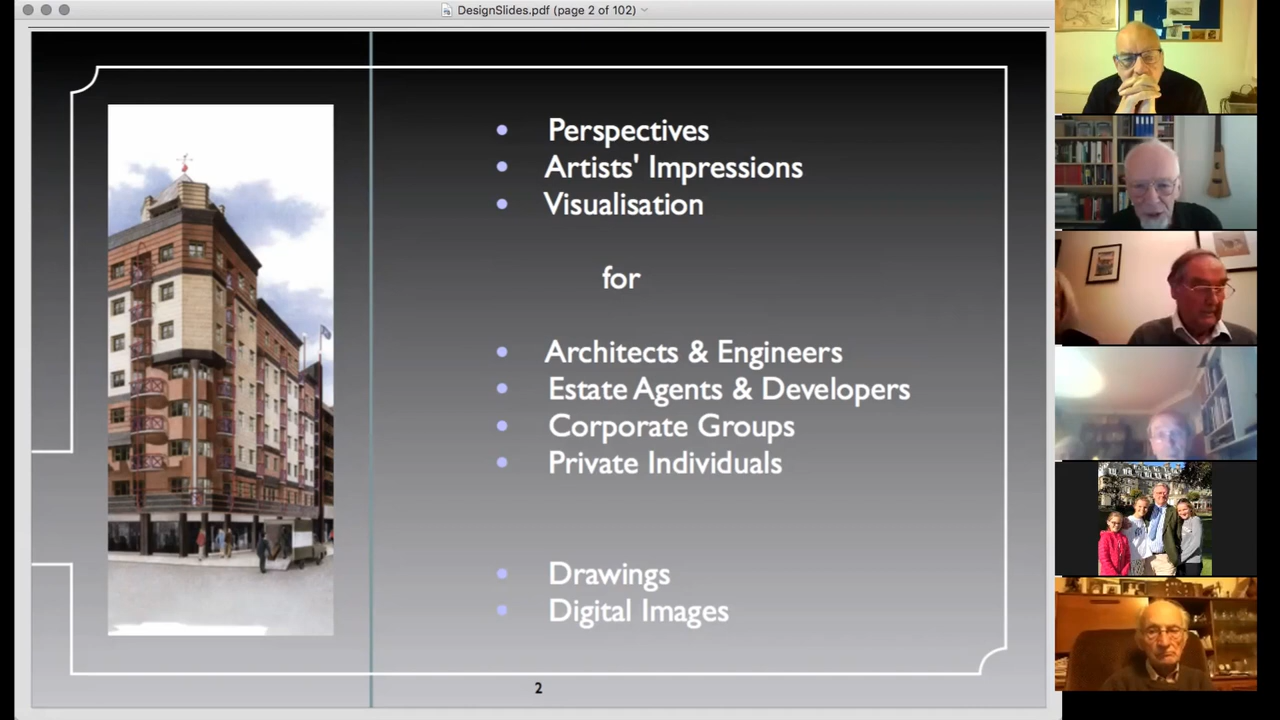 DesignSlides.pdf (page 2 of 102)
• Perspectives
• Artists' Impressions
• Visualisation
for
• Architects & Engineers
• Estate Agents & Developers
• Corporate Groups
• Private Individuals
• Drawings
• Digital Images
2